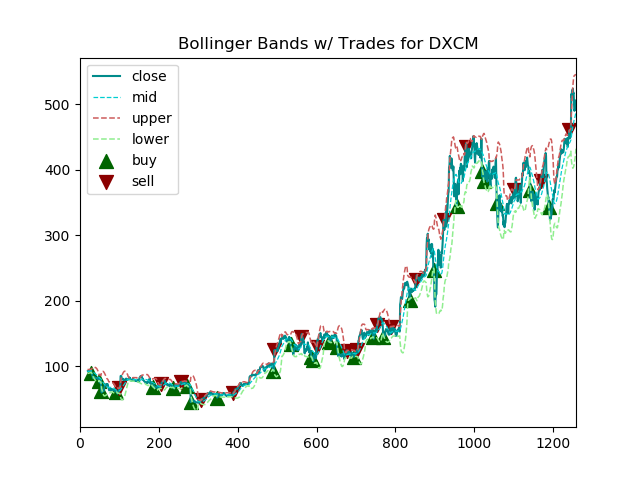 Bollinger Bands w/ Trades for DXCM
close
mid
upper
lower
buy
sell
500
400
300
200
100
0 200 400 600 800 1000 1200